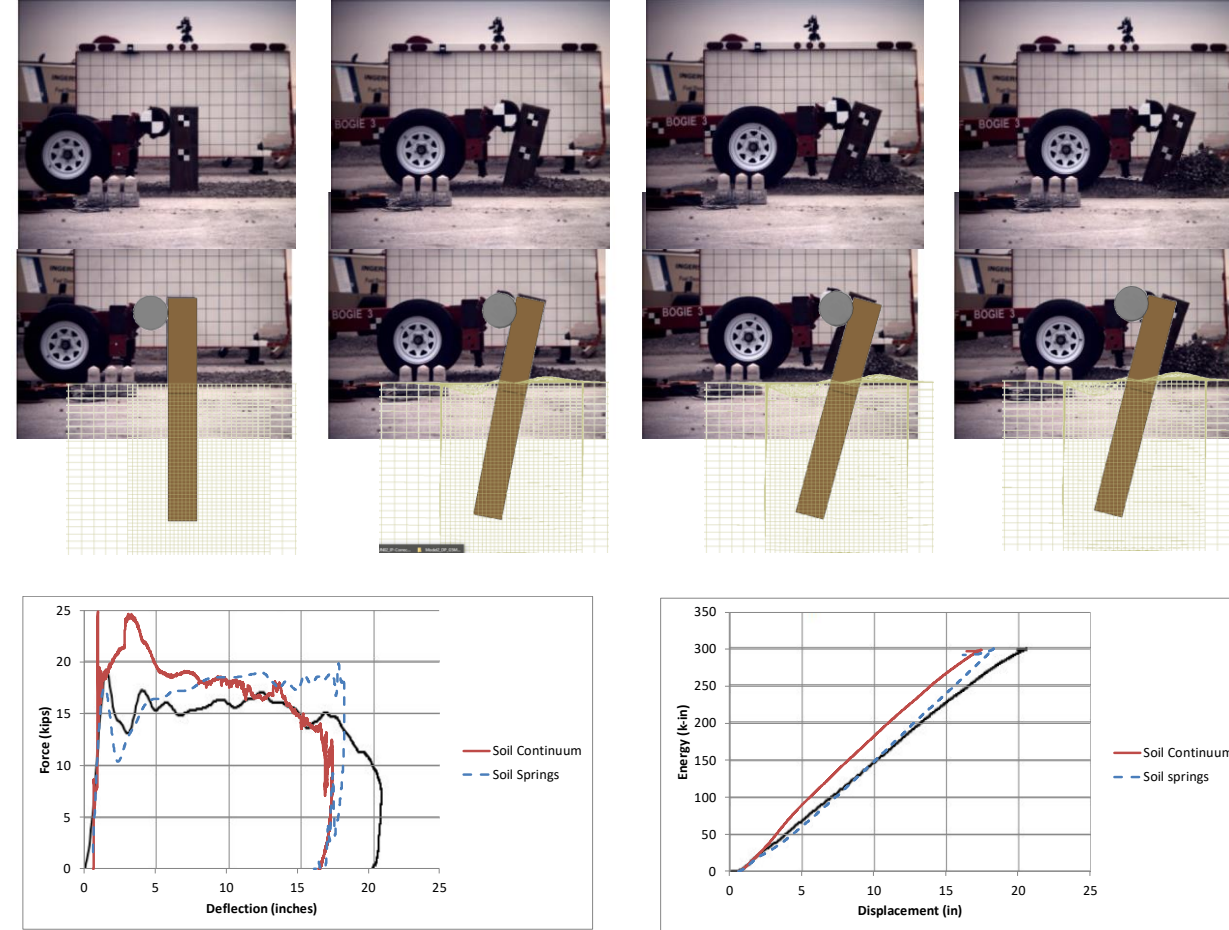 BOGIE 3
BOGIE 3
BOGIE 3
BOGIE 3
BOGIE 3
BOGIE 3
25
20
15
10
5
0
Force (kips)
0 5 10 15 20 25
Deflection (inches)
Soil Continuum
Soil Springs
350
300
250
200
150
100
50
0
Energy (k-in)
0 5 10 15 20 25
Displacement (in)
Soil Continuum
Soil springs